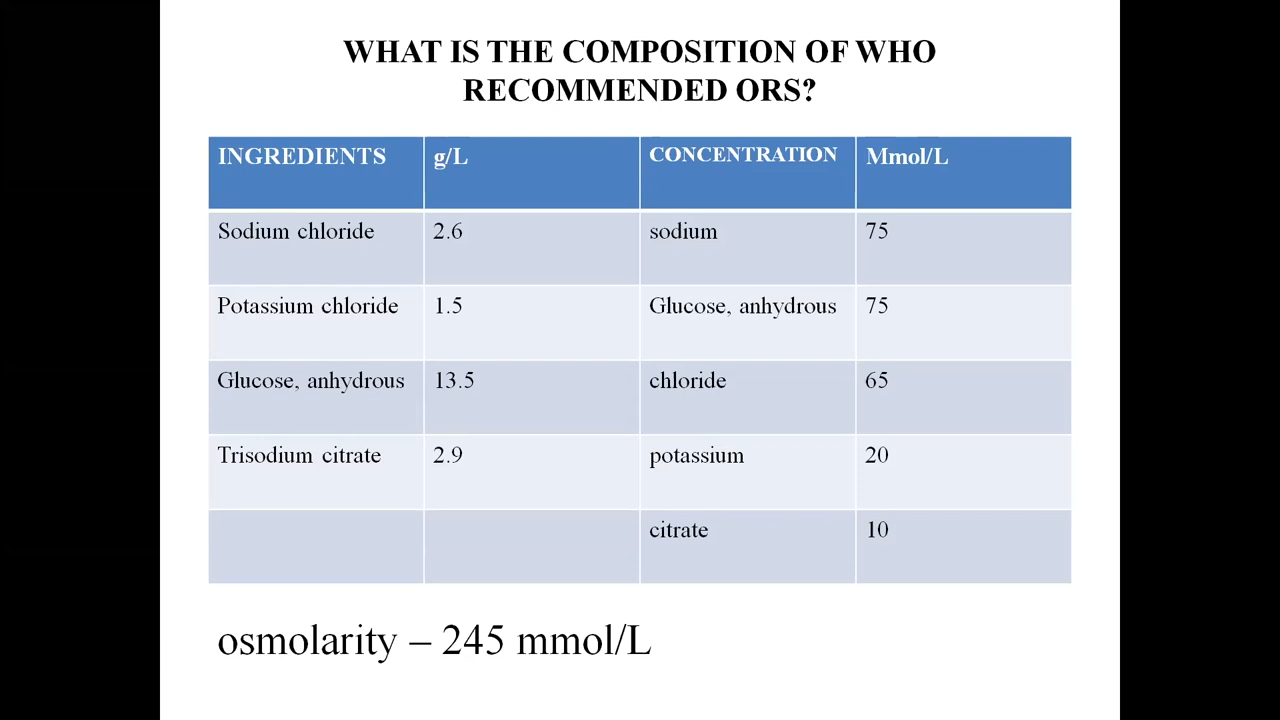 WHAT IS THE COMPOSITION OF WHO
RECOMMENDED ORS?
INGREDIENTS g/L CONCENTRATION Mmol/L
Sodium chloride 2.6 sodium 75
Potassium chloride 1.5 Glucose, anhydrous 75
Glucose, anhydrous 13.5 chloride 65
Trisodium citrate 2.9 potassium 20
citrate 10
osmolarity – 245 mmol/L